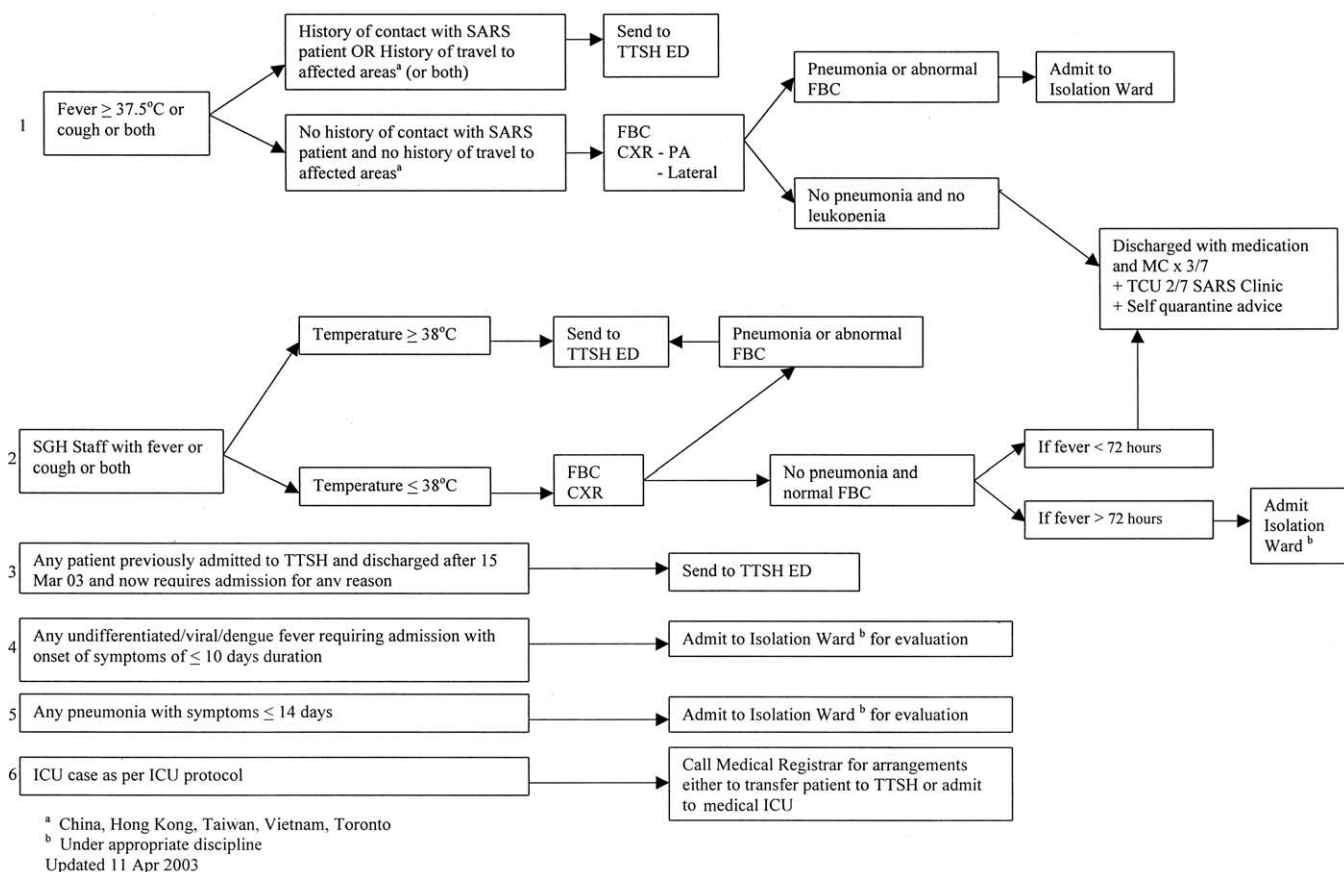 1
Fever ≥ 37.5°C or
cough or both
History of contact with SARS
patient OR History of travel to
affected areasᵃ (or both)
Send to
TTSH ED
No history of contact with SARS
patient and no history of travel to
affected areasᵃ
FBC
CXR - PA
- Lateral
Pneumonia or abnormal
FBC
Admit to
Isolation Ward
No pneumonia and no
leukopenia
Discharged with medication
and MC x 3/7
+ TCU 2/7 SARS Clinic
+ Self quarantine advice
2
SGH Staff with fever or
cough or both
Temperature ≥ 38°C
Send to
TTSH ED
Pneumonia or abnormal
FBC
Temperature ≤ 38°C
FBC
CXR
No pneumonia and
normal FBC
If fever < 72 hours
If fever > 72 hours
Admit
Isolation
Ward ᵇ
3
Any patient previously admitted to TTSH and discharged after 15
Mar 03 and now requires admission for any reason
Send to TTSH ED
4
Any undifferentiated/viral/dengue fever requiring admission with
onset of symptoms of ≤ 10 days duration
Admit to Isolation Ward ᵇ for evaluation
5
Any pneumonia with symptoms ≤ 14 days
Admit to Isolation Ward ᵇ for evaluation
6
ICU case as per ICU protocol
Call Medical Registrar for arrangements
either to transfer patient to TTSH or admit
to medical ICU
ᵃ China, Hong Kong, Taiwan, Vietnam, Toronto
ᵇ Under appropriate discipline
Updated 11 Apr 2003